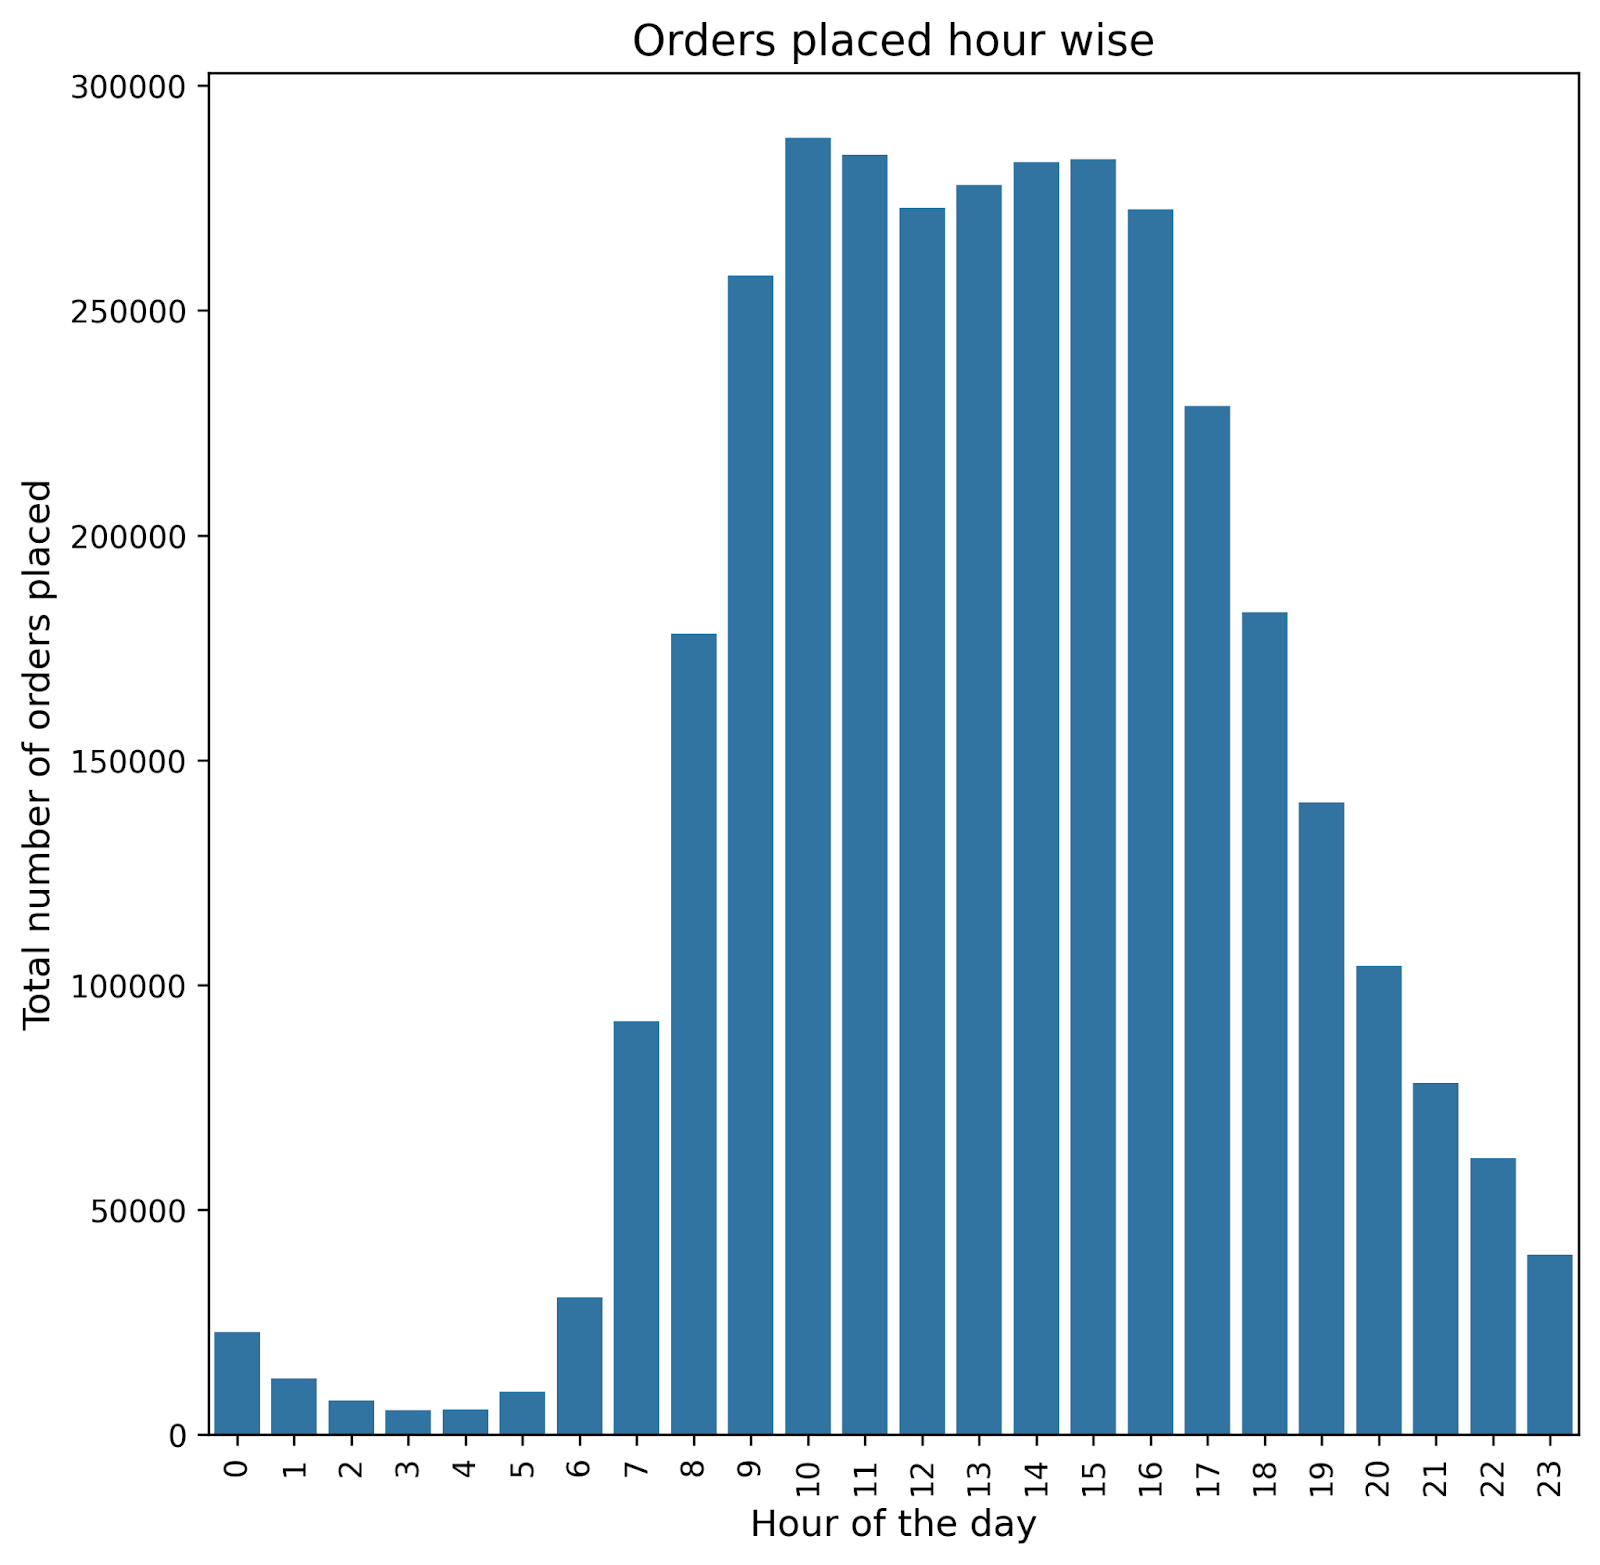 Orders placed hour wise
300000
250000
200000
150000
100000
50000
0
Total number of orders placed
0 1 2 3 4 5 6 7 8 9 10 11 12 13 14 15 16 17 18 19 20 21 22 23
Hour of the day